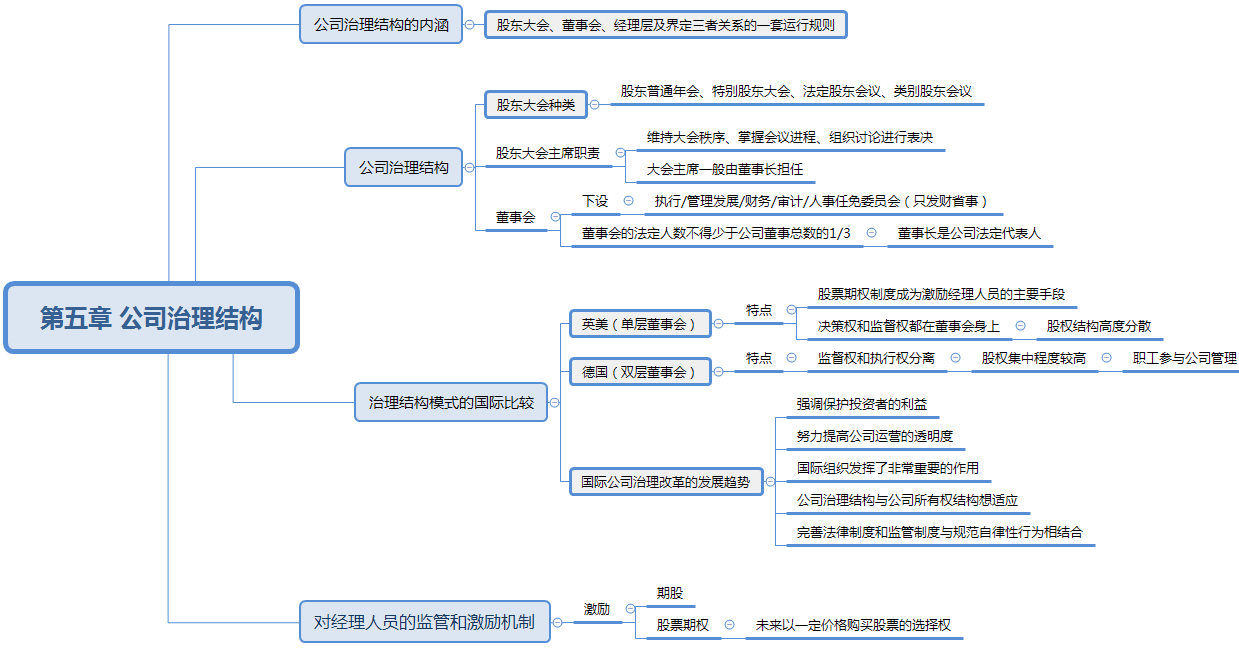 第五章 公司治理结构
公司治理结构的内涵
股东大会、董事会、经理层及界定三者关系的一套运行规则
公司治理结构
股东大会种类
股东普通年会、特别股东大会、法定股东会议、类别股东会议
股东大会主席职责
维持大会秩序、掌握会议进程、组织讨论进行表决
大会主席一般由董事长担任
董事会
下设
执行/管理发展/财务/审计/人事任免委员会（只发财省事）
董事会的法定人数不得少于公司董事总数的1/3
董事长是公司法定代表人
治理结构模式的国际比较
英美（单层董事会）
特点
股票期权制度成为激励经理人员的主要手段
决策权和监督权都在董事会身上
股权结构高度分散
德国（双层董事会）
特点
监督权和执行权分离
股权集中程度较高
职工参与公司管理
国际公司治理改革的发展趋势
强调保护投资者的利益
努力提高公司运营的透明度
国际组织发挥了非常重要的作用
公司治理结构与公司所有权结构想适应
完善法律制度和监管制度与规范自律性行为相结合
对经理人员的监管和激励机制
激励
期股
股票期权
未来以一定价格购买股票的选择权